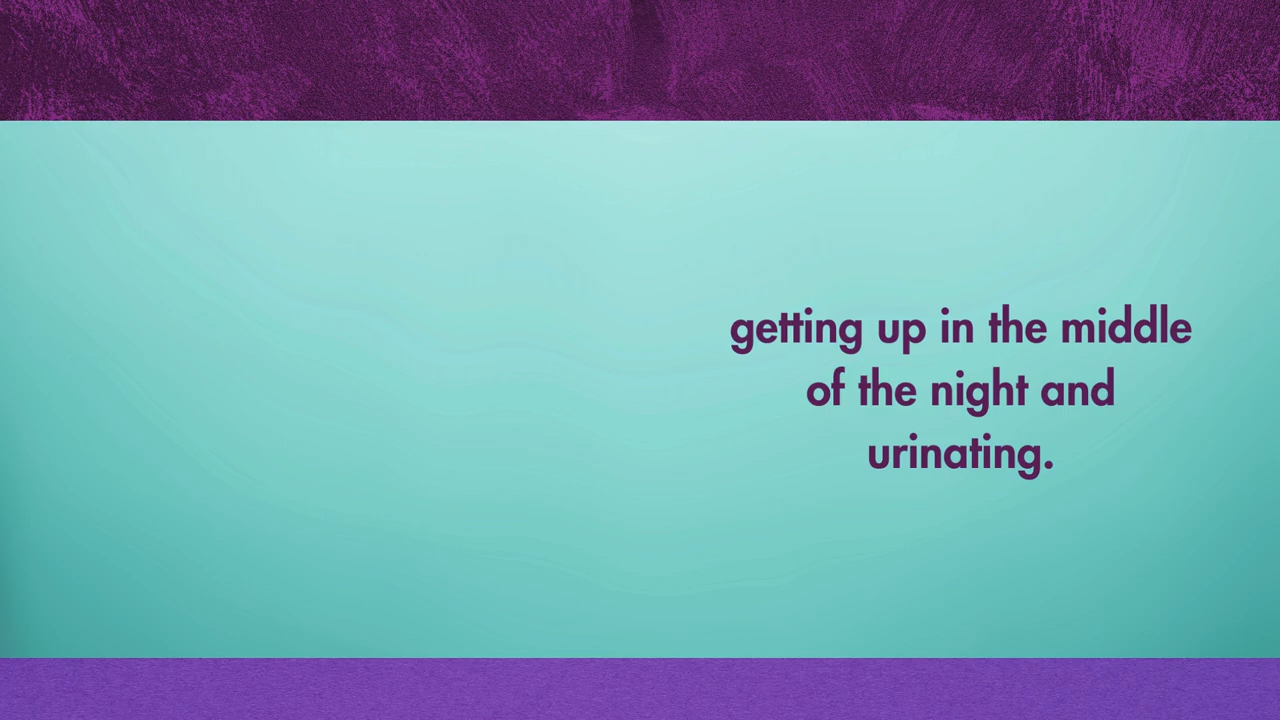 getting up in the middle
of the night and
urinating.